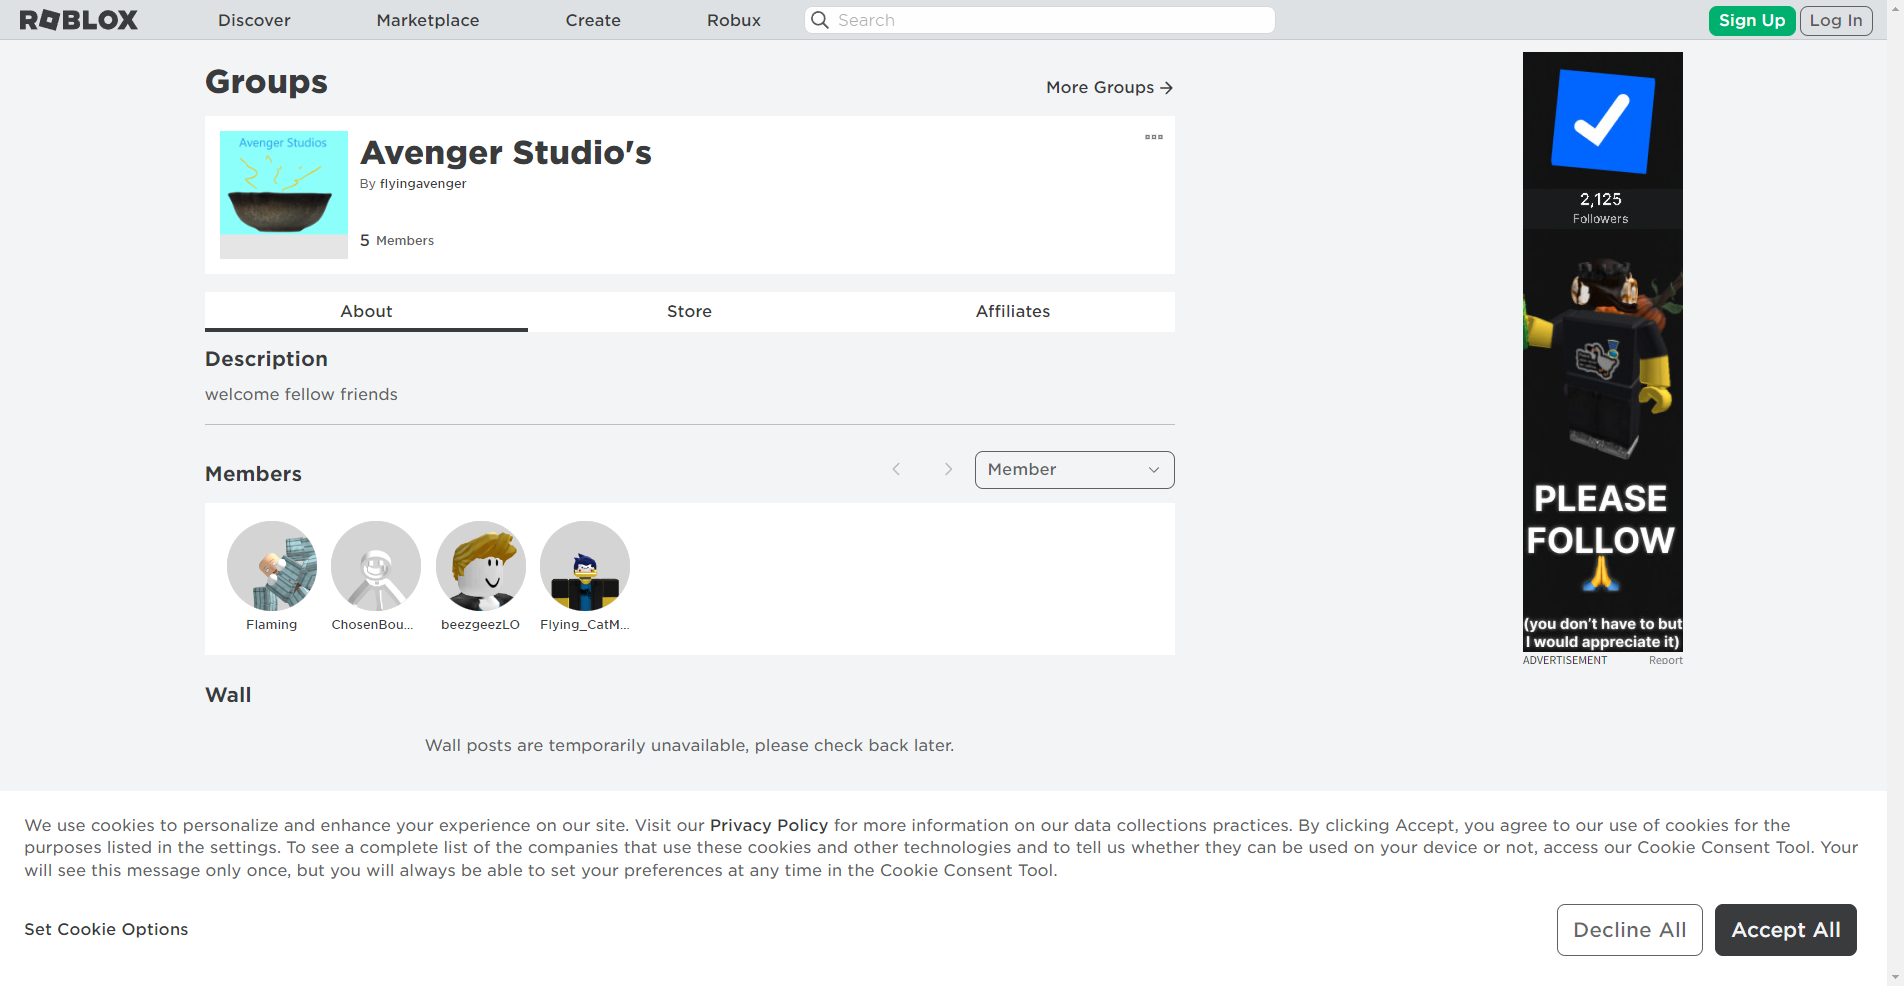 ROBLOX
Discover
Marketplace
Create
Robux
Search
Sign Up
Log In
Groups
More Groups
Avenger Studios
Avenger Studio's
By flyingavenger
5 Members
About
Store
Affiliates
Description
welcome fellow friends
Members
Member
Flaming
ChosenBou...
beezgeezLO
Flying_CatM...
Wall
Wall posts are temporarily unavailable, please check back later.
2,125
Followers
PLEASE
FOLLOW
(you don't have to but
I would appreciate it)
ADVERTISEMENT
Report
We use cookies to personalize and enhance your experience on our site. Visit our Privacy Policy for more information on our data collections practices. By clicking Accept, you agree to our use of cookies for the
purposes listed in the settings. To see a complete list of the companies that use these cookies and other technologies and to tell us whether they can be used on your device or not, access our Cookie Consent Tool. Your
will see this message only once, but you will always be able to set your preferences at any time in the Cookie Consent Tool.
Set Cookie Options
Decline All
Accept All